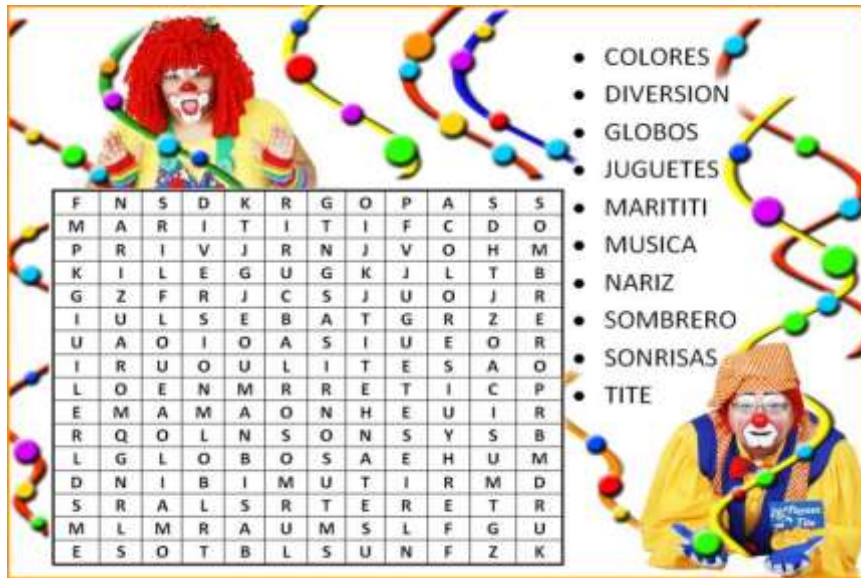 F N S D K R G O P A S S
M A R I T I T I F C D O
P R I V J R N J V O H M
K I L E G U G K J L T B
G Z F R J C S J U O J R
I U L S E B A T G R Z E
U A O I O A S I U E O R
I R U O U L I T E S A O
L O E N M R R E T I C P
E M A M A O N H E U I R
R Q O L N S O N S Y S B
L G L O B O S A E H U M
D N I B I M U T I R M D
S R A L S R T E R E T R
M L M R A U M S L F G U
E S O T B L S U N F Z K
• COLORES
• DIVERSION
• GLOBOS
• JUGUETES
• MARITITI
• MUSICA
• NARIZ
• SOMBRERO
• SONRISAS
• TITE